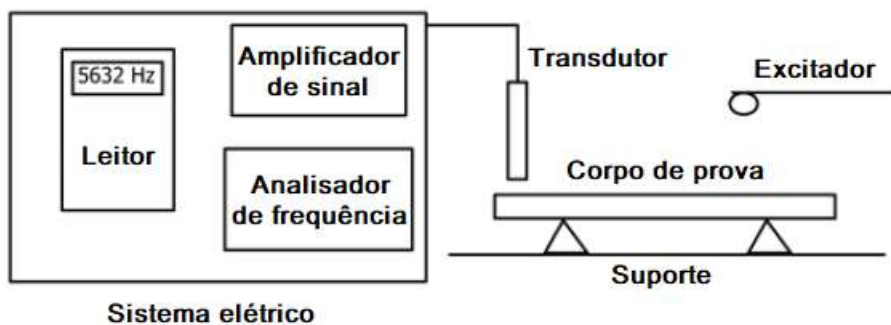 5632 Hz
Leitor
Amplificador
de sinal
Analisador
de frequência
Transdutor
Excitador
Corpo de prova
Suporte
Sistema elétrico